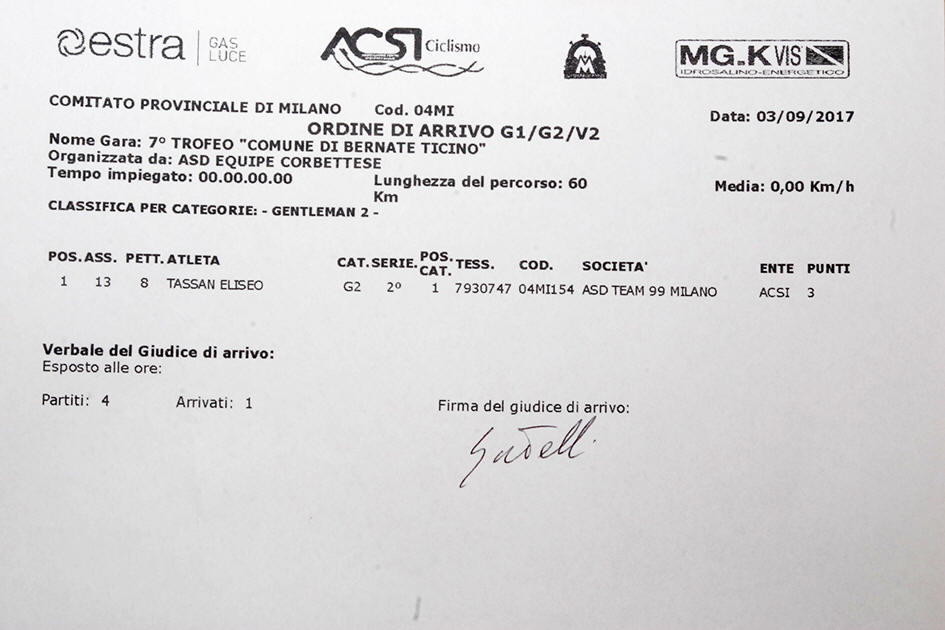 estra GAS LUCE
ACSI Ciclismo
MG.K VIS
IDROSALINO-ENERGETICO
COMITATO PROVINCIALE DI MILANO Cod. 04MI
Data: 03/09/2017
ORDINE DI ARRIVO G1/G2/V2
Nome Gara: 7º TROFEO "COMUNE DI BERNATE TICINO"
Organizzata da: ASD EQUIPE CORBETTESE
Tempo impiegato: 00.00.00.00 Lunghezza del percorso: 60 Km
Media: 0,00 Km/h
CLASSIFICA PER CATEGORIE: - GENTLEMAN 2 -
POS. ASS. PETT. ATLETA CAT. SERIE. POS. CAT. TESS. COD. SOCIETA' ENTE PUNTI
1 13 8 TASSAN ELISEO G2 2º 1 7930747 04MI154 ASD TEAM 99 MILANO ACSI 3
Verbale del Giudice di arrivo:
Esposto alle ore:
Partiti: 4 Arrivati: 1 Firma del giudice di arrivo: